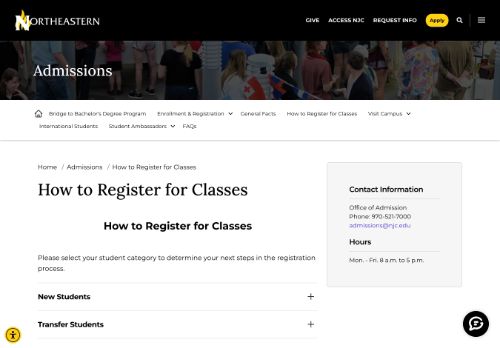 NORTHEASTERN
GIVE ACCESS NJC REQUEST INFO Apply
Admissions
Bridge to Bachelor's Degree Program Enrollment & Registration General Facts How to Register for Classes Visit Campus
International Students Student Ambassadors FAQs
Home / Admissions / How to Register for Classes
How to Register for Classes
How to Register for Classes
Please select your student category to determine your next steps in the registration
process.
New Students
Transfer Students
Contact Information
Office of Admission
Phone: 970-521-7000
admissions@njc.edu
Hours
Mon. - Fri. 8 a.m. to 5 p.m.